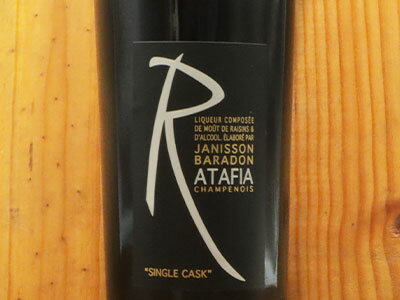 LIQUEUR COMPOSÉE
DE MOÛT DE RAISINS &
D'ALCOOL. ÉLABORÉ PAR
JANISSON
BARADON
RATAFIA
CHAMPENOIS
"SINGLE CASK"